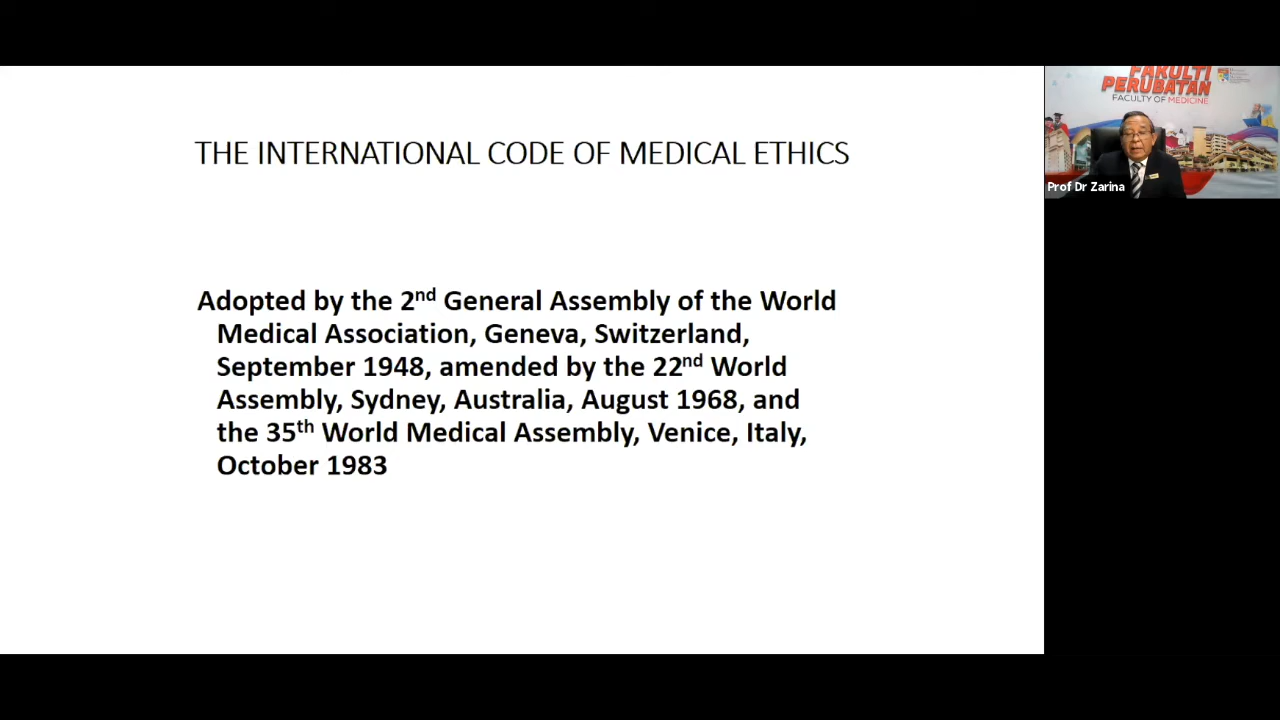 THE INTERNATIONAL CODE OF MEDICAL ETHICS
Adopted by the 2nd General Assembly of the World
Medical Association, Geneva, Switzerland,
September 1948, amended by the 22nd World
Assembly, Sydney, Australia, August 1968, and
the 35th World Medical Assembly, Venice, Italy,
October 1983
FAKULTI
PERUBATAN
FACULTY OF MEDICINE
Prof Dr Zarina